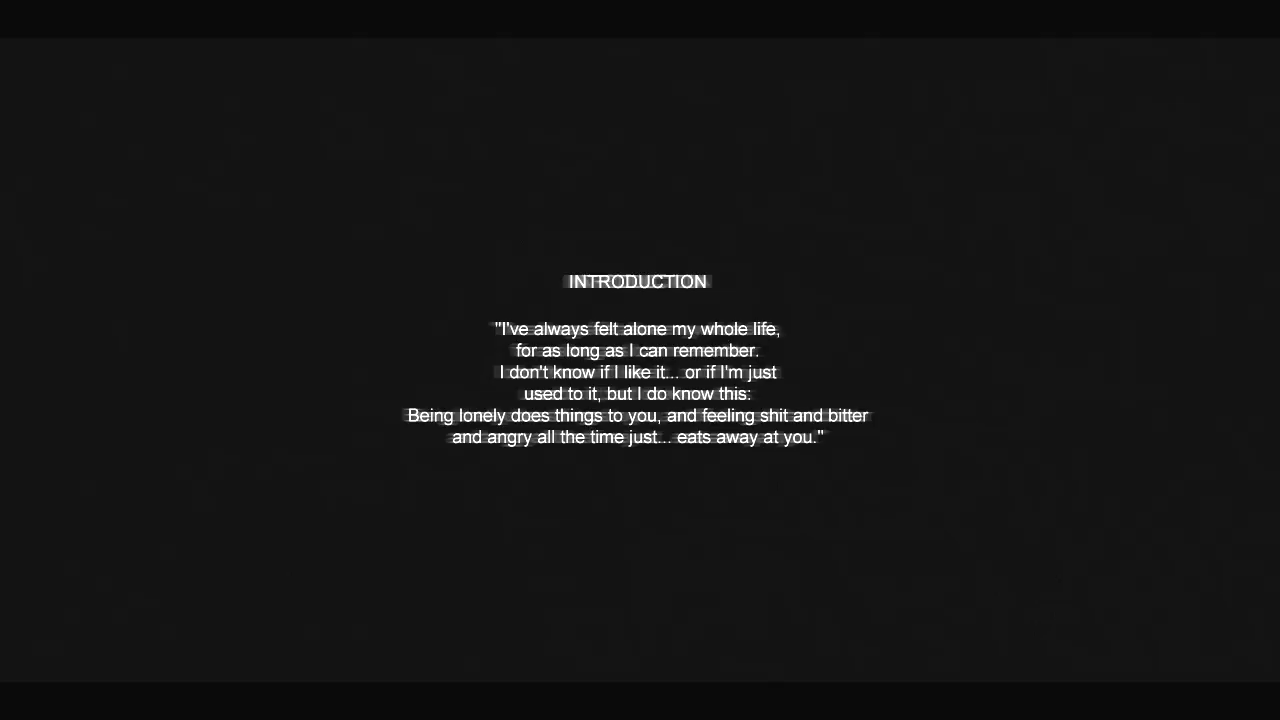 INTRODUCTION
"I've always felt alone my whole life,
for as long as I can remember.
I don't know if I like it... or if I'm just
used to it, but I do know this:
Being lonely does things to you, and feeling shit and bitter
and angry all the time just... eats away at you."